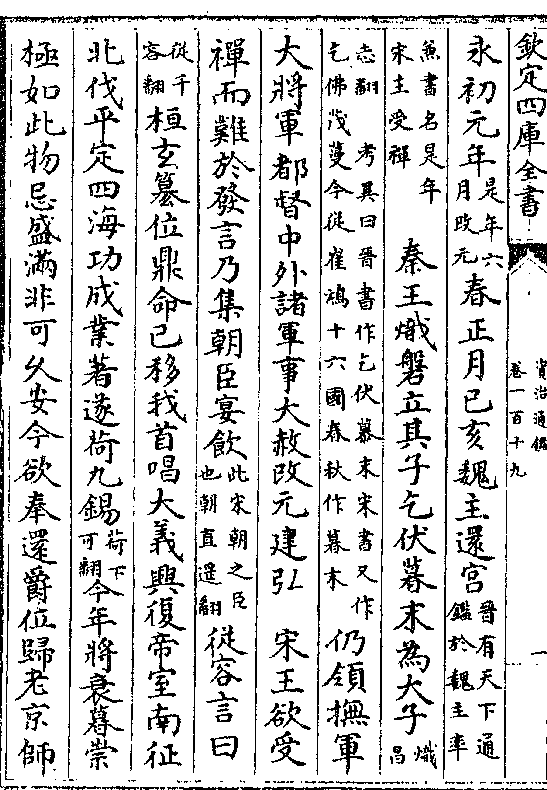 欽定四庫全書
資治通鑑
卷一百十九
一
永初元年是年六月改元春正月己亥魏主還宮晉有天下通鑑於魏主率
兼書名是年宋主受禪 秦王熾磐立其子乞伏暮末為大子熾昌
志翻 考異曰晉書作乞伏慕末宋書又作乞佛茂蔓今從崔鴻十六國春秋作暮末仍領撫軍
大將軍都督中外諸軍事大赦改元建弘 宋王欲受
禪而難於發言乃集朝臣宴飲此宋朝之臣也朝直遥翻從容言曰
從千容翻桓玄篡位鼎命已移我首唱大義興復帝室南征
北伐平定四海功成業著遂荷九錫荷下可翻今年將衰暮崇
極如此物忌盛滿非可久安今欲奉還爵位歸老京師